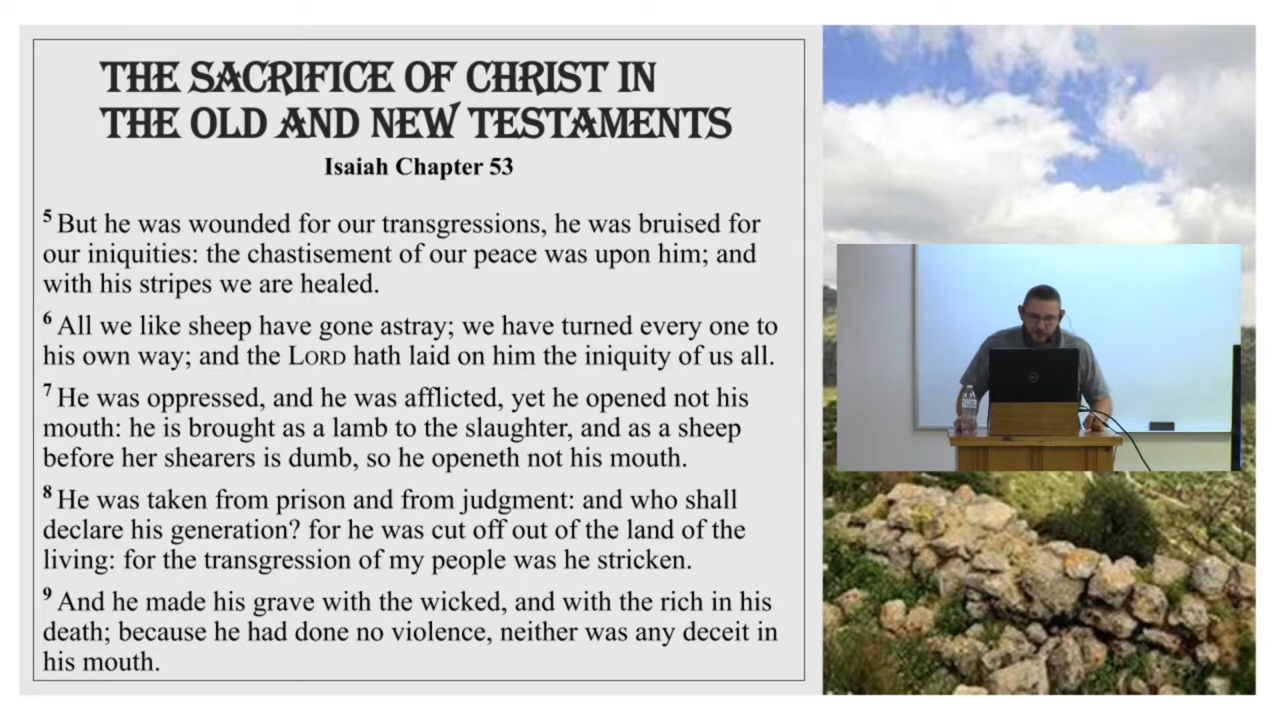 THE SACRIFICE OF CHRIST IN
THE OLD AND NEW TESTAMENTS
Isaiah Chapter 53
5 But he was wounded for our transgressions, he was bruised for
our iniquities: the chastisement of our peace was upon him; and
with his stripes we are healed.
6 All we like sheep have gone astray; we have turned every one to
his own way; and the LORD hath laid on him the iniquity of us all.
7 He was oppressed, and he was afflicted, yet he opened not his
mouth: he is brought as a lamb to the slaughter, and as a sheep
before her shearers is dumb, so he openeth not his mouth.
8 He was taken from prison and from judgment: and who shall
declare his generation? for he was cut off out of the land of the
living: for the transgression of my people was he stricken.
9 And he made his grave with the wicked, and with the rich in his
death; because he had done no violence, neither was any deceit in
his mouth.